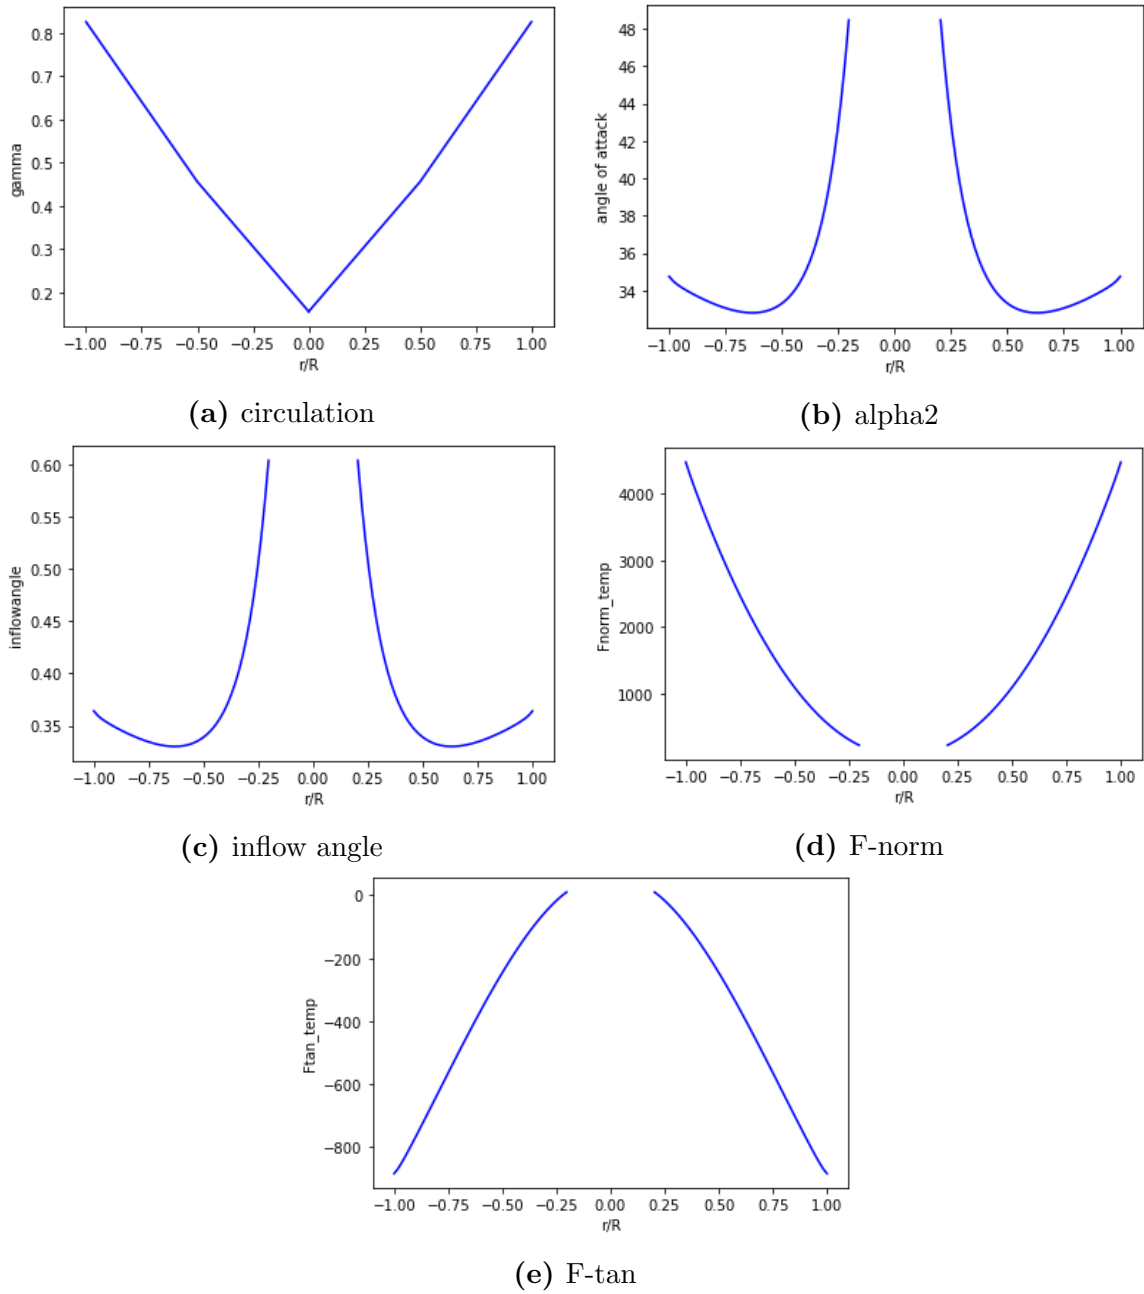 0.8
0.7
0.6
0.5
0.4
0.3
0.2
gamma
−1.00 −0.75 −0.50 −0.25 0.00 0.25 0.50 0.75 1.00
r/R
(a) circulation
48
46
44
42
40
38
36
34
angle of attack
−1.00 −0.75 −0.50 −0.25 0.00 0.25 0.50 0.75 1.00
r/R
(b) alpha2
0.60
0.55
0.50
0.45
0.40
0.35
inflowangle
−1.00 −0.75 −0.50 −0.25 0.00 0.25 0.50 0.75 1.00
r/R
(c) inflow angle
4000
3000
2000
1000
Fnorm_temp
−1.00 −0.75 −0.50 −0.25 0.00 0.25 0.50 0.75 1.00
r/R
(d) F-norm
0
−200
−400
−600
−800
Ftan_temp
−1.00 −0.75 −0.50 −0.25 0.00 0.25 0.50 0.75 1.00
r/R
(e) F-tan